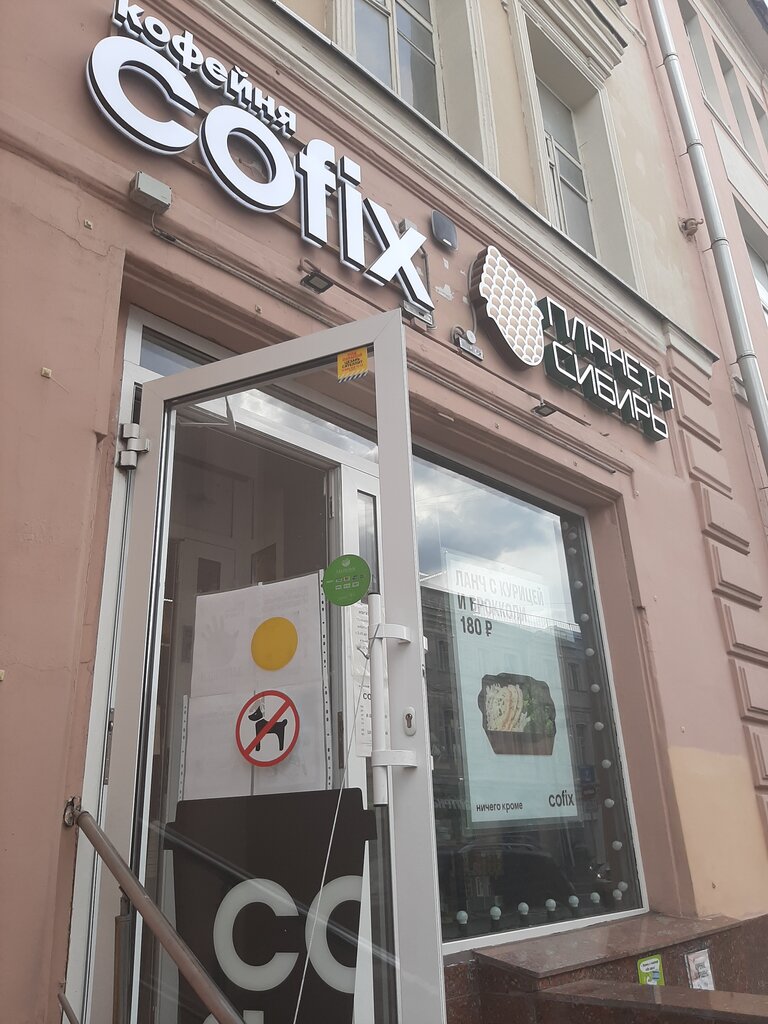 кофейня
cofix
ПЛАНЕТА
СИБИРЬ
ЛАНЧ С КУРИЦЕЙ
И БРОККОЛИ
180 ₽
ничего кроме
cofix
co